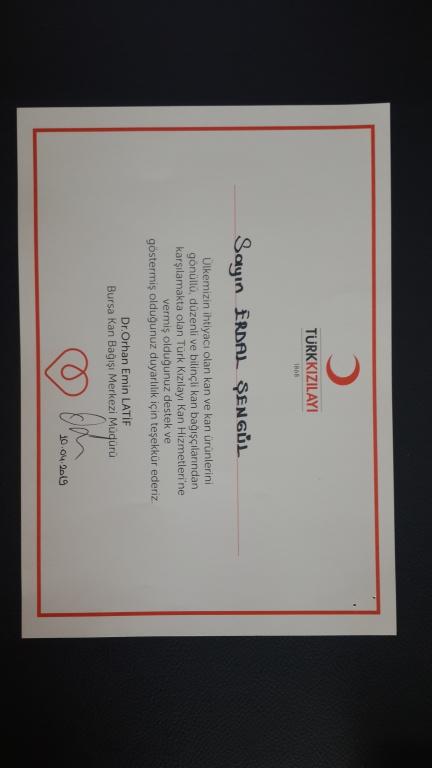 TÜRKKIZILAYI
1868
Sayın ERDAL ŞENGÜL
Ülkemizin ihtiyacı olan kan ve kan ürünlerini
gönüllü, düzenli ve bilinçli kan bağışçılarından
karşılamakta olan Türk Kızılayı Kan Hizmetleri'ne
vermiş olduğunuz destek ve
göstermiş olduğunuz duyarlılık için teşekkür ederiz.
Dr.Orhan Emin LATİF
Bursa Kan Bağışı Merkezi Müdürü
10.04.2019